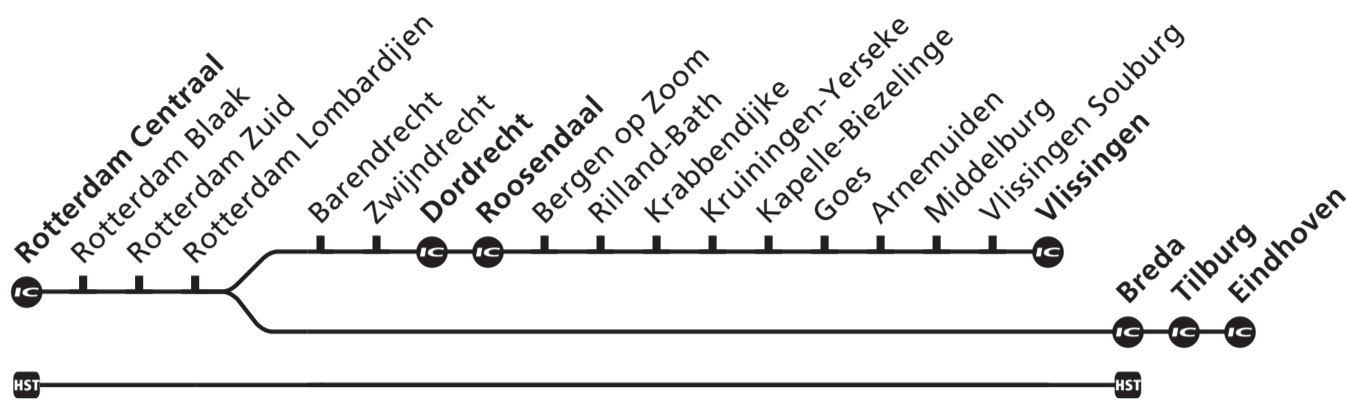 Rotterdam Centraal
Rotterdam Blaak
Rotterdam Zuid
Rotterdam Lombardijen
Barendrecht
Zwijndrecht
Dordrecht
Roosendaal
Bergen op Zoom
Rilland-Bath
Krabbendijke
Kruiningen-Yerseke
Kapelle-Biezelinge
Goes
Arnemuiden
Middelburg
Vlissingen Souburg
Vlissingen
Breda
Tilburg
Eindhoven
IC
IC
IC
IC
IC
IC
IC
HST
HST